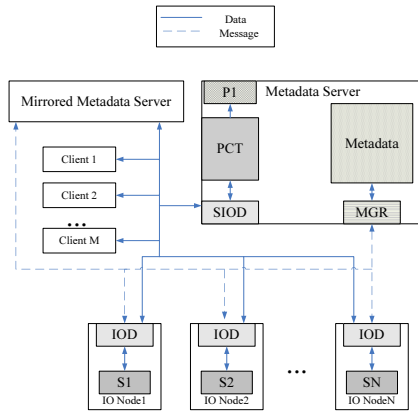 Data
Message
Mirrored Metadata Server
P1
Metadata Server
Client 1
Client 2
...
Client M
PCT
Metadata
SIOD
MGR
IOD
IOD
IOD
S1
S2
...
SN
IO Node1
IO Node2
IO NodeN